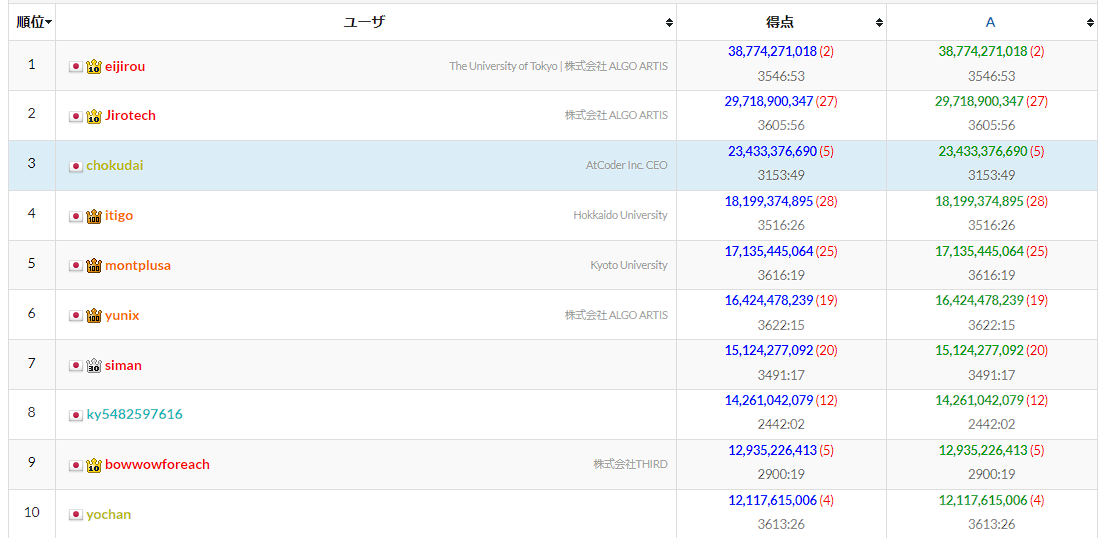 順位 ユーザ 得点 A
1 10 eijirou The University of Tokyo | 株式会社 ALGO ARTIS 38,774,271,018 (2) 38,774,271,018 (2)
3546:53 3546:53
2 10 Jirotech 株式会社 ALGO ARTIS 29,718,900,347 (27) 29,718,900,347 (27)
3605:56 3605:56
3 chokudai AtCoder Inc. CEO 23,433,376,690 (5) 23,433,376,690 (5)
3153:49 3153:49
4 100 itigo Hokkaido University 18,199,374,895 (28) 18,199,374,895 (28)
3516:26 3516:26
5 100 montplusa Kyoto University 17,135,445,064 (25) 17,135,445,064 (25)
3616:19 3616:19
6 100 yunix 株式会社 ALGO ARTIS 16,424,478,239 (19) 16,424,478,239 (19)
3622:15 3622:15
7 30 siman 15,124,277,092 (20) 15,124,277,092 (20)
3491:17 3491:17
8 ky5482597616 14,261,042,079 (12) 14,261,042,079 (12)
2442:02 2442:02
9 10 bowwowforeach 株式会社THIRD 12,935,226,413 (5) 12,935,226,413 (5)
2900:19 2900:19
10 yochan 12,117,615,006 (4) 12,117,615,006 (4)
3613:26 3613:26